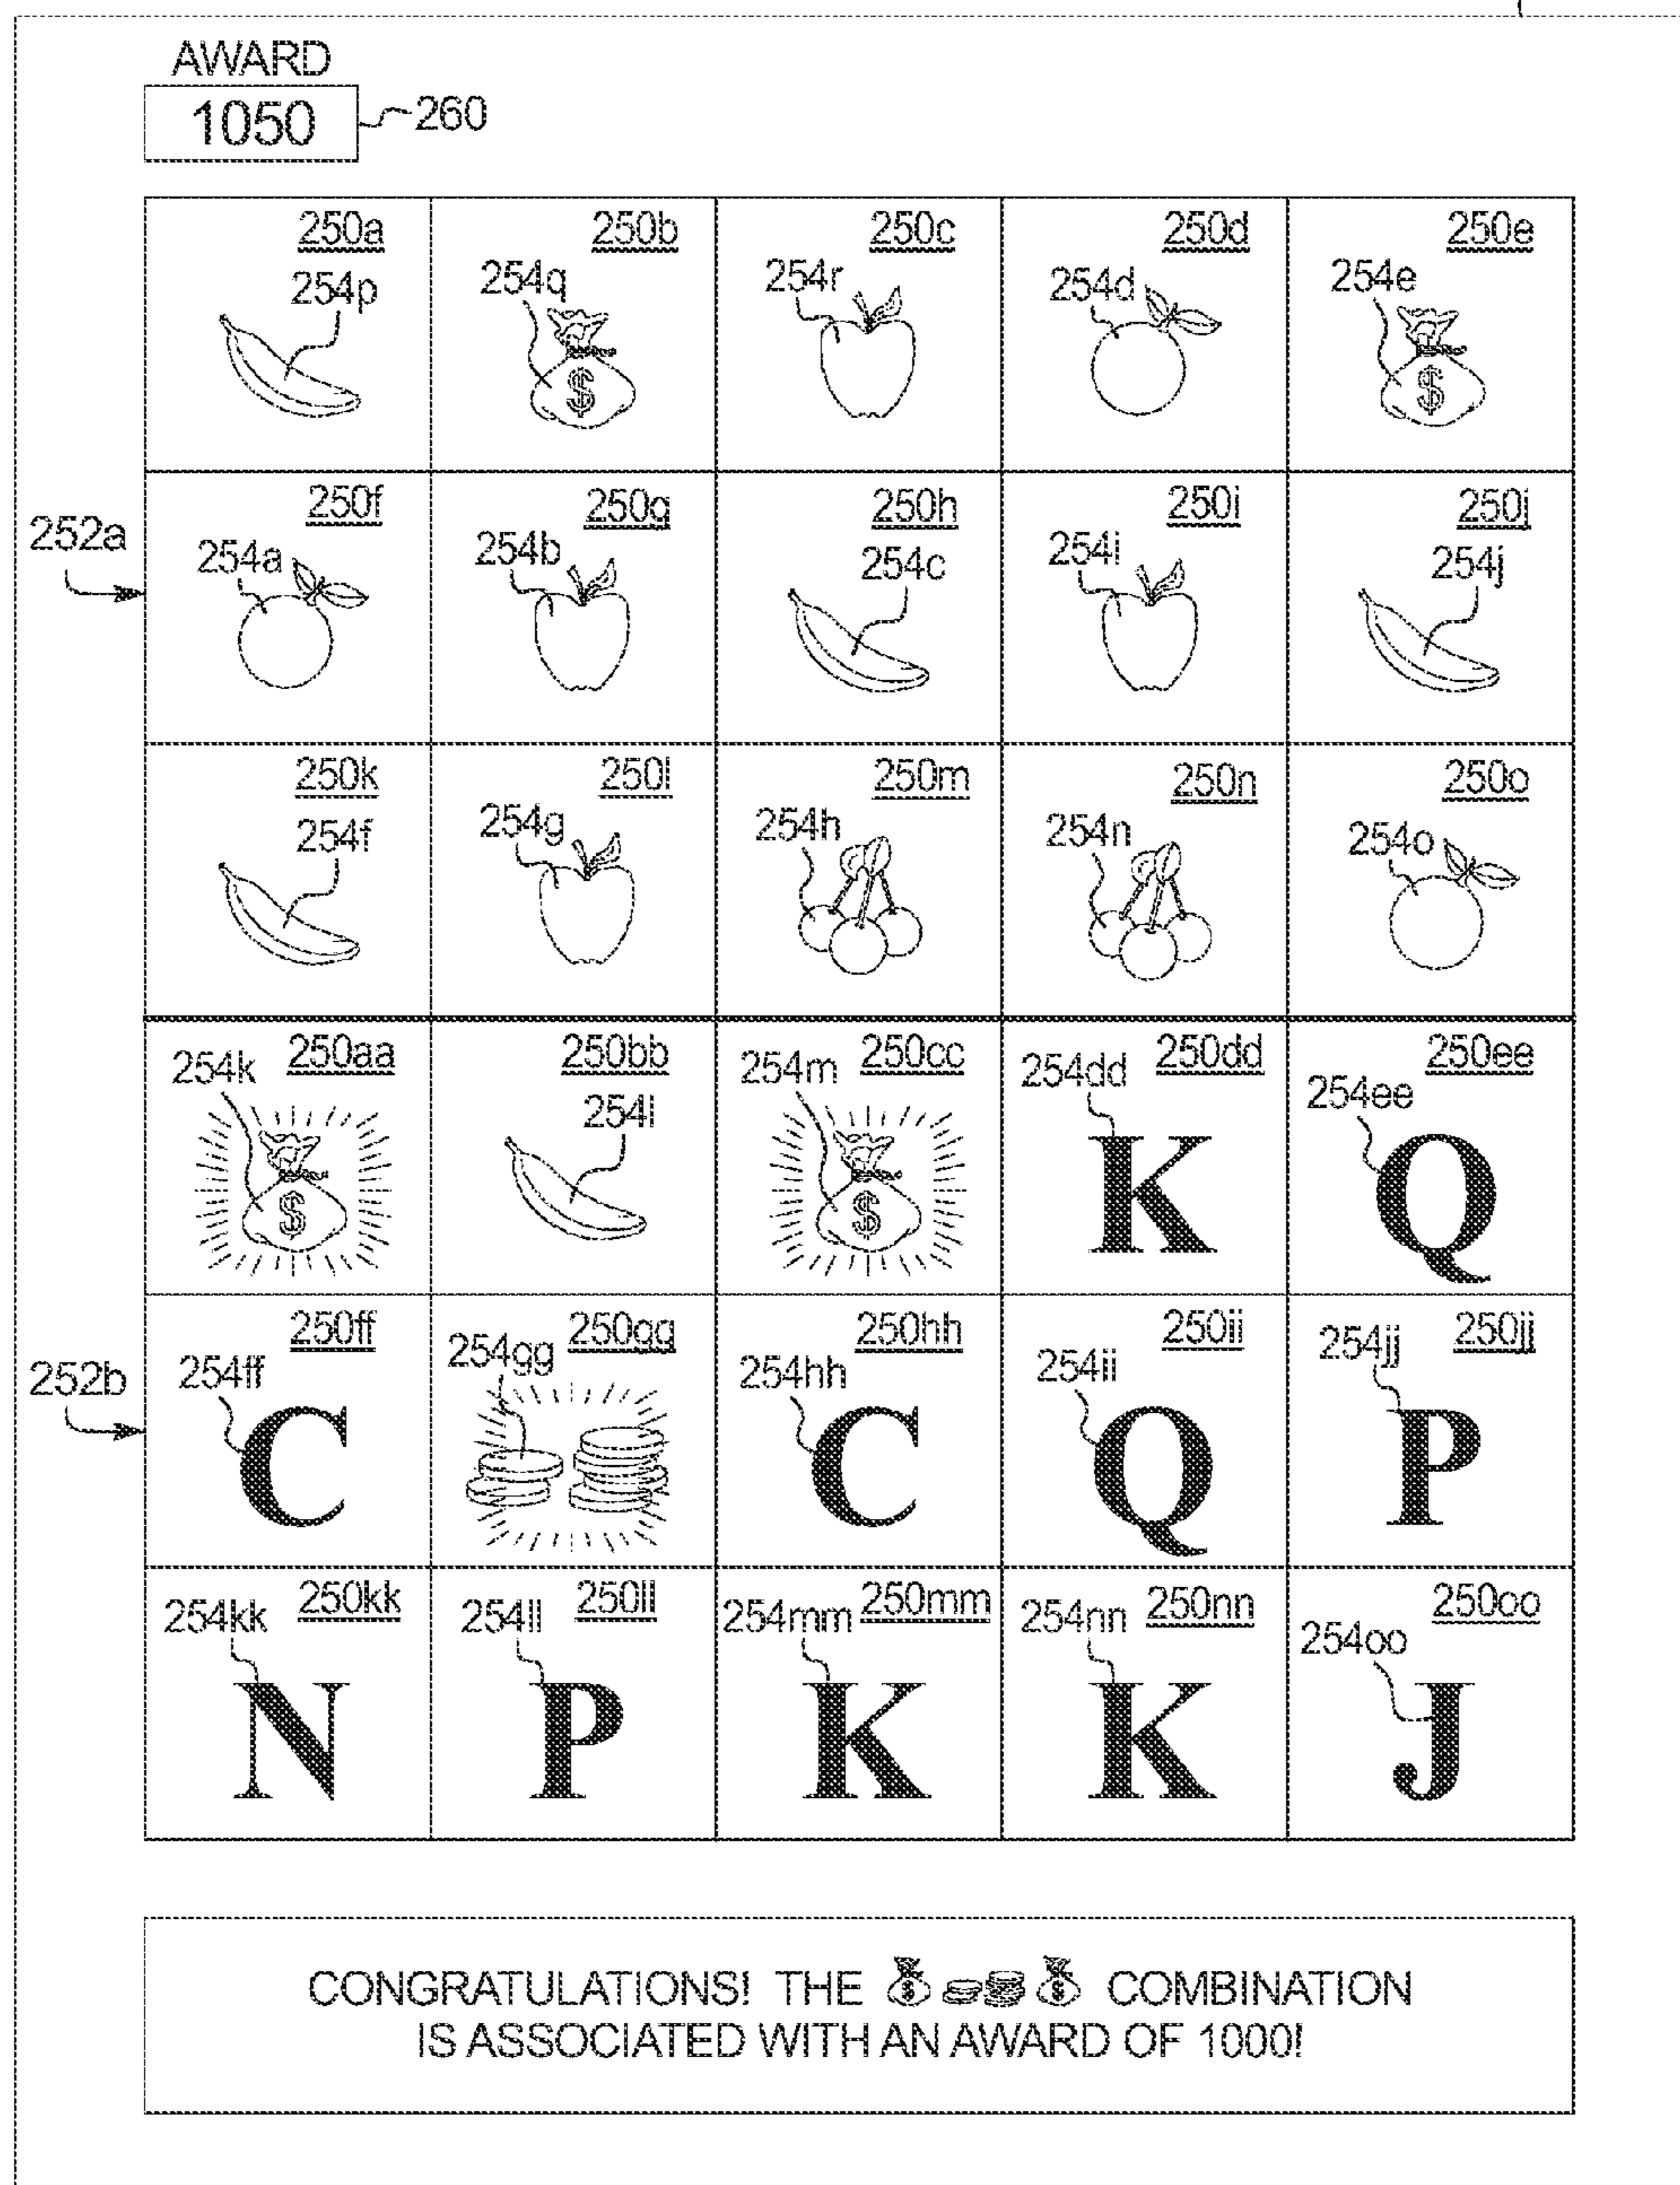 AWARD
1050 260
250a 250b 250c 250d 250e
254p 254q 254r 254d 254e
$ $
252a
250f 250g 250h 250i 250j
254a 254b 254c 254i 254j
250k 250l 250m 250n 250o
254f 254g 254h 254n 254o
254k 250aa 250bb 254m 250cc 254dd 250dd 250ee
254l 254ee
$ $ K Q
252b
250ff 254gg 250gg 250hh 250ii 254jj 250jj
254ff 254hh 254ii
C C Q P
254kk 250kk 254ll 250ll 254mm 250mm 254nn 250nn 250oo
254oo
N P K K J
CONGRATULATIONS! THE $ $ COMBINATION
IS ASSOCIATED WITH AN AWARD OF 1000!